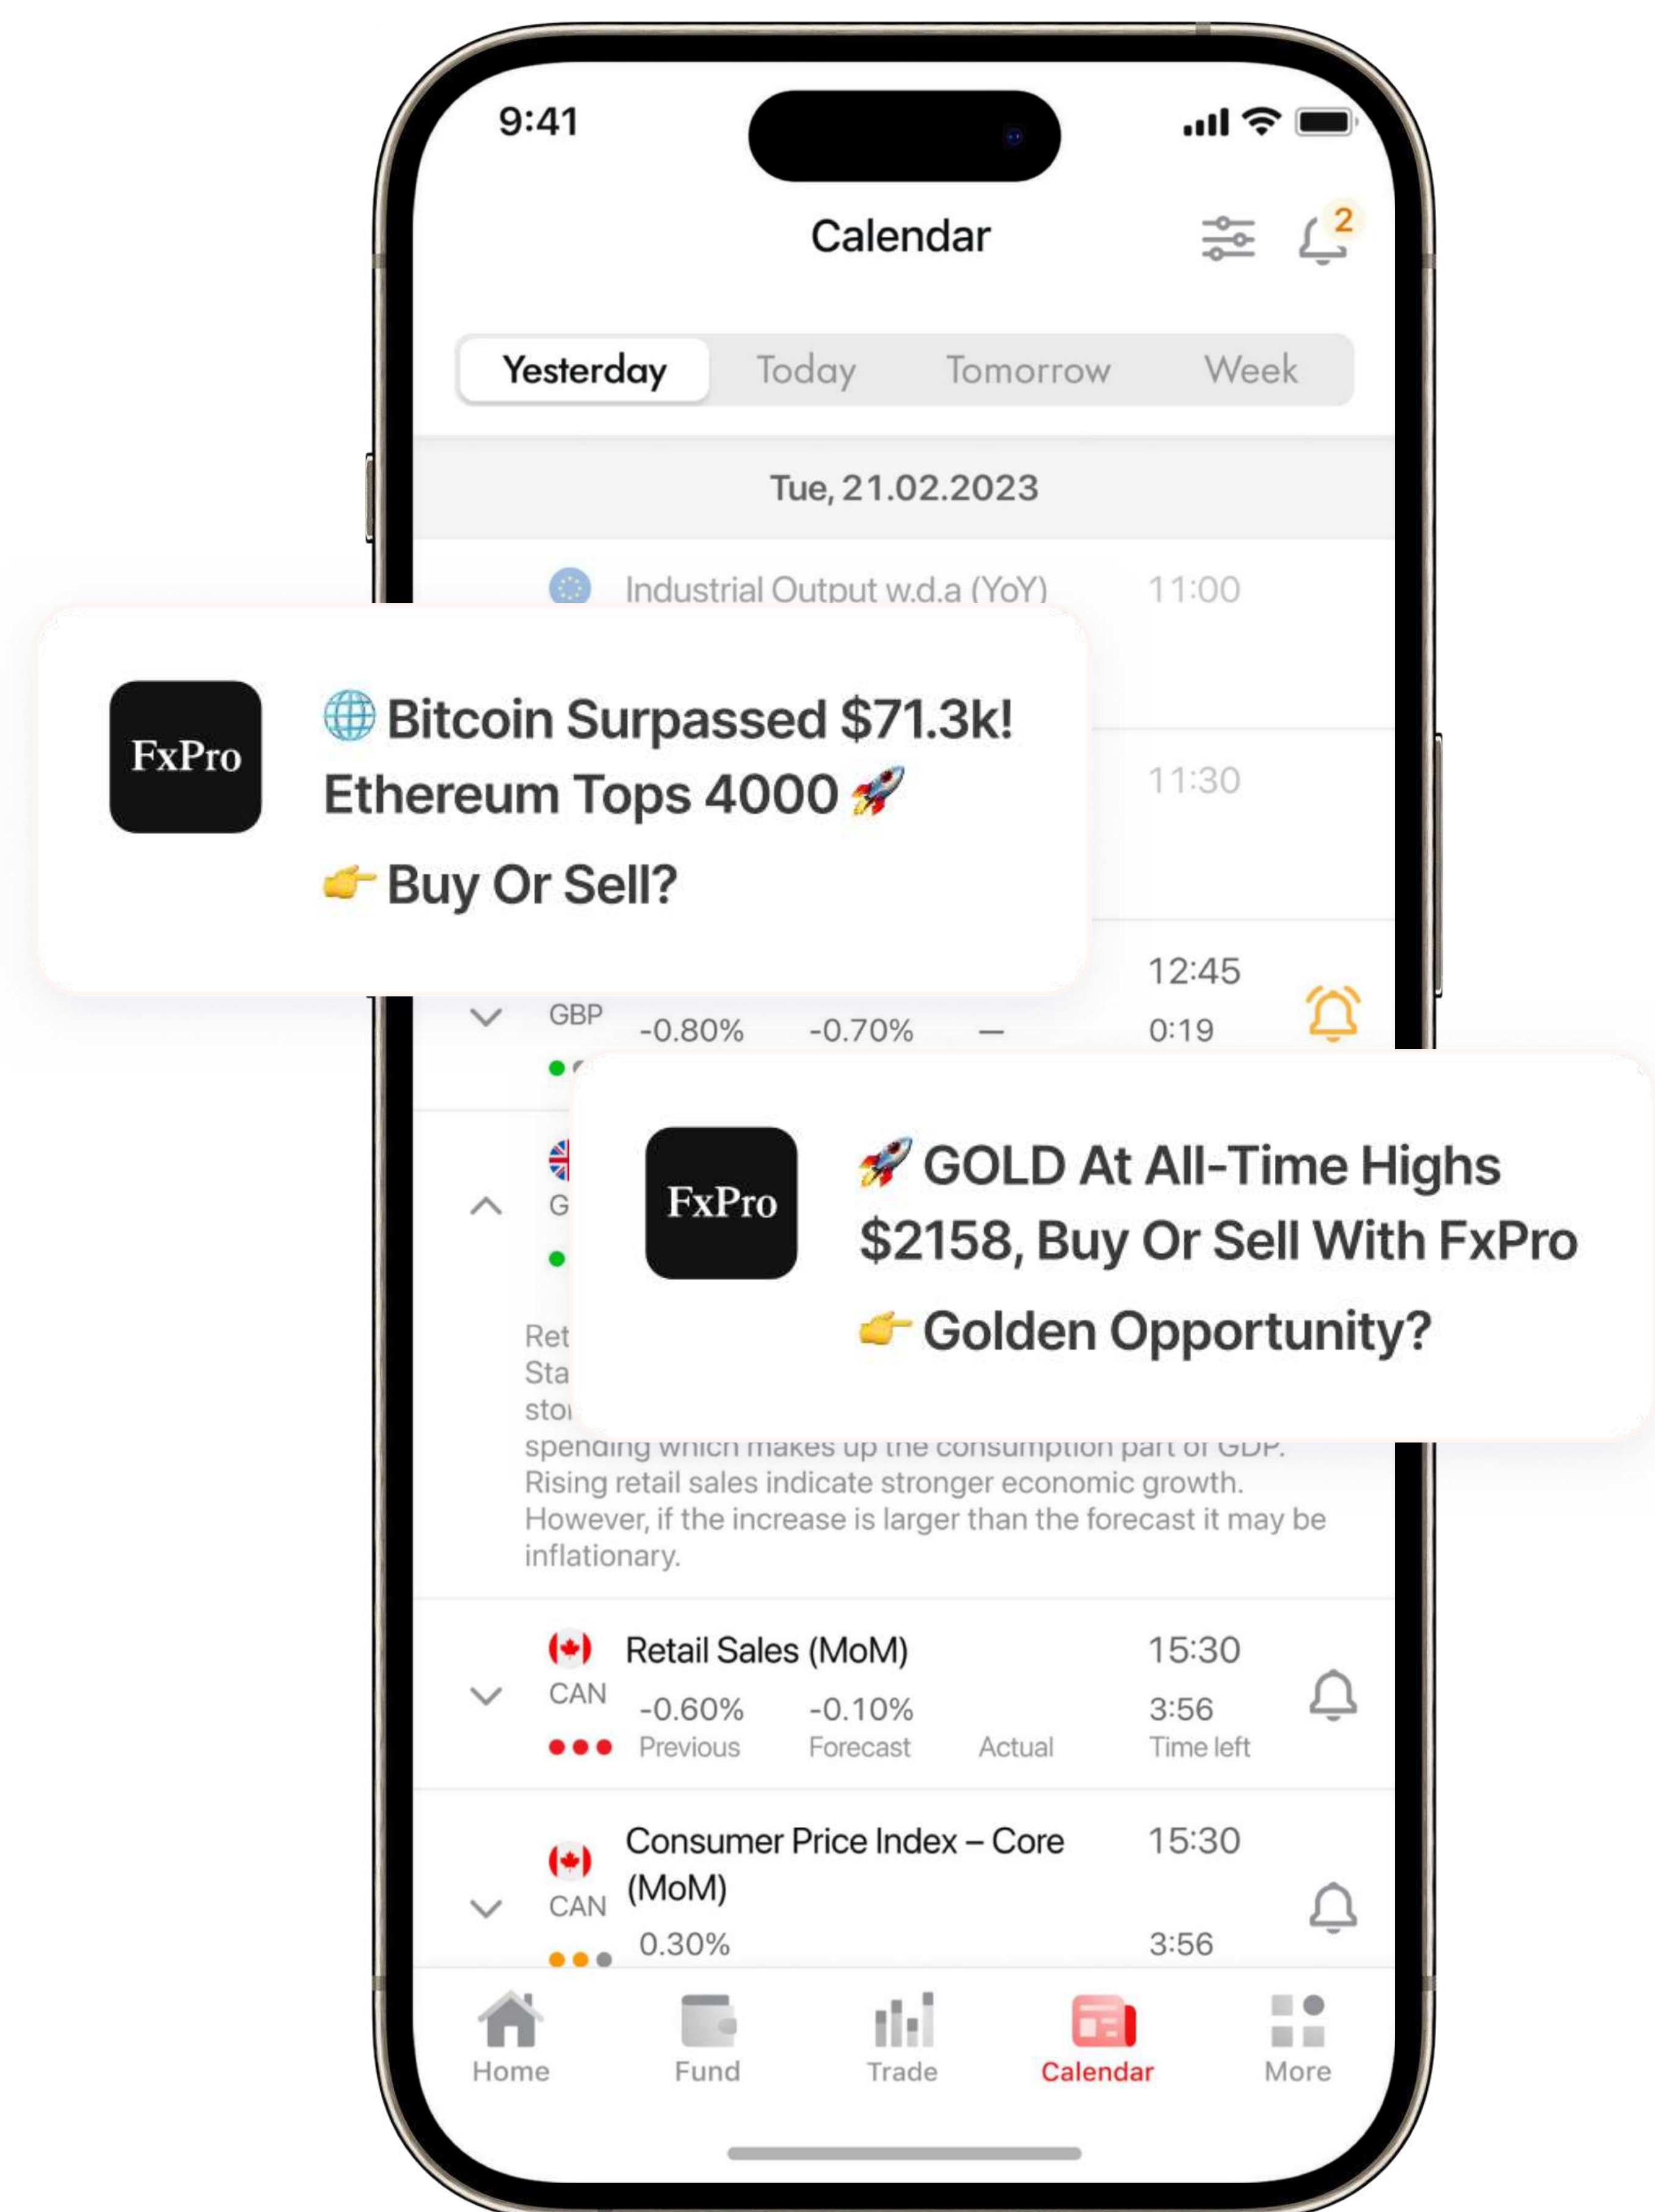 9:41
Calendar
2
Yesterday Today Tomorrow Week
Tue, 21.02.2023
Industrial Output w.d.a (YoY) 11:00
FxPro
🌐 Bitcoin Surpassed $71.3k!
Ethereum Tops 4000 🚀
👉 Buy Or Sell?
11:30
12:45
GBP -0.80% -0.70% – 0:19
FxPro
🚀 GOLD At All-Time Highs
$2158, Buy Or Sell With FxPro
👉 Golden Opportunity?
spending which makes up the consumption part of GDP.
Rising retail sales indicate stronger economic growth.
However, if the increase is larger than the forecast it may be
inflationary.
Retail Sales (MoM) 15:30
CAN -0.60% -0.10% 3:56
Previous Forecast Actual Time left
Consumer Price Index – Core 15:30
(MoM)
CAN 0.30% 3:56
Home Fund Trade Calendar More